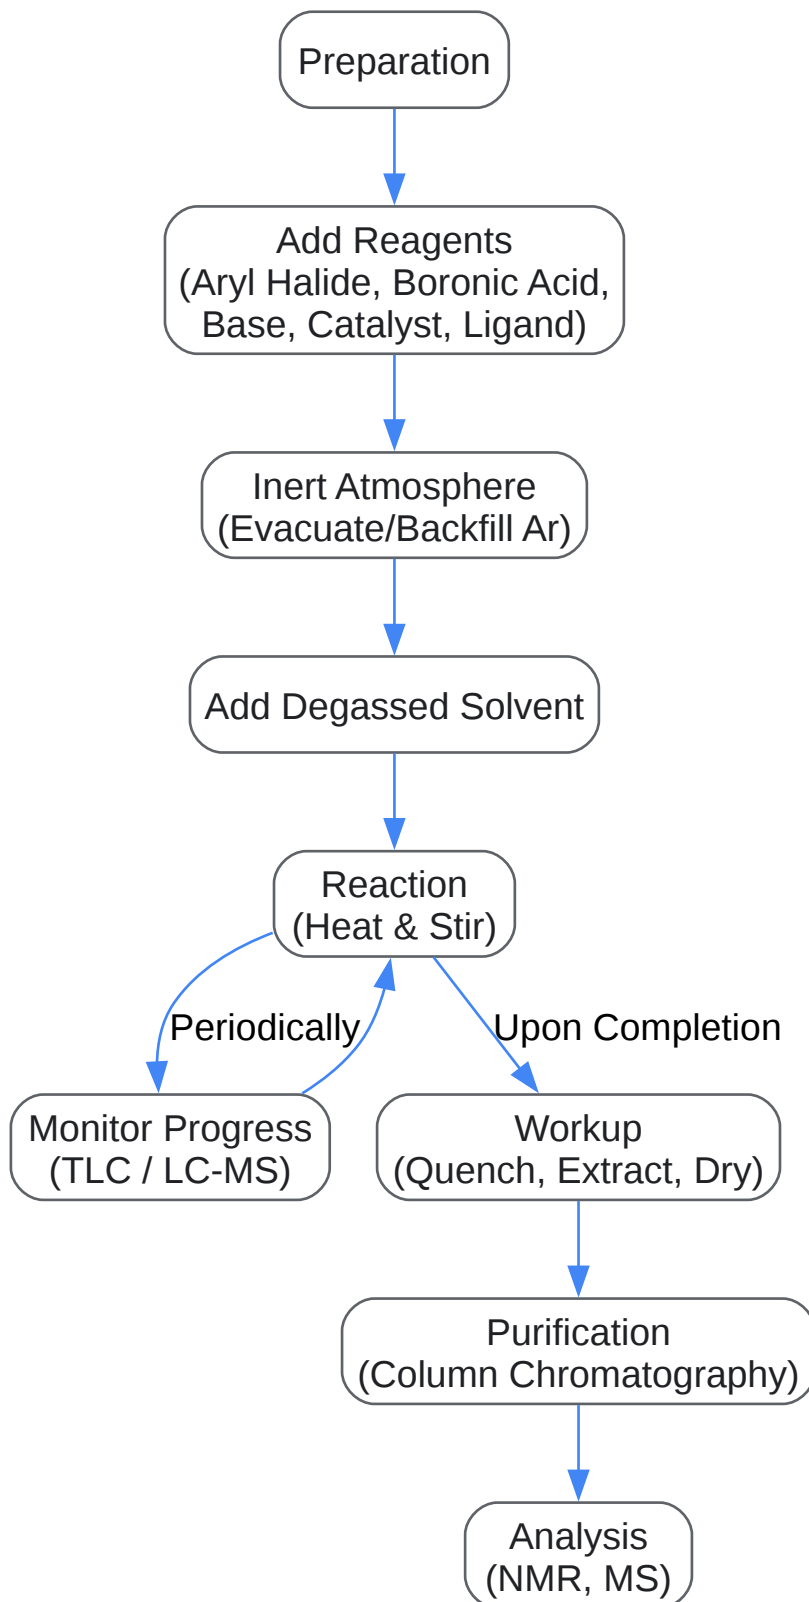 Preparation
Add Reagents
(Aryl Halide, Boronic Acid,
Base, Catalyst, Ligand)
Inert Atmosphere
(Evacuate/Backfill Ar)
Add Degassed Solvent
Reaction
(Heat & Stir)
Periodically
Upon Completion
Monitor Progress
(TLC / LC-MS)
Workup
(Quench, Extract, Dry)
Purification
(Column Chromatography)
Analysis
(NMR, MS)